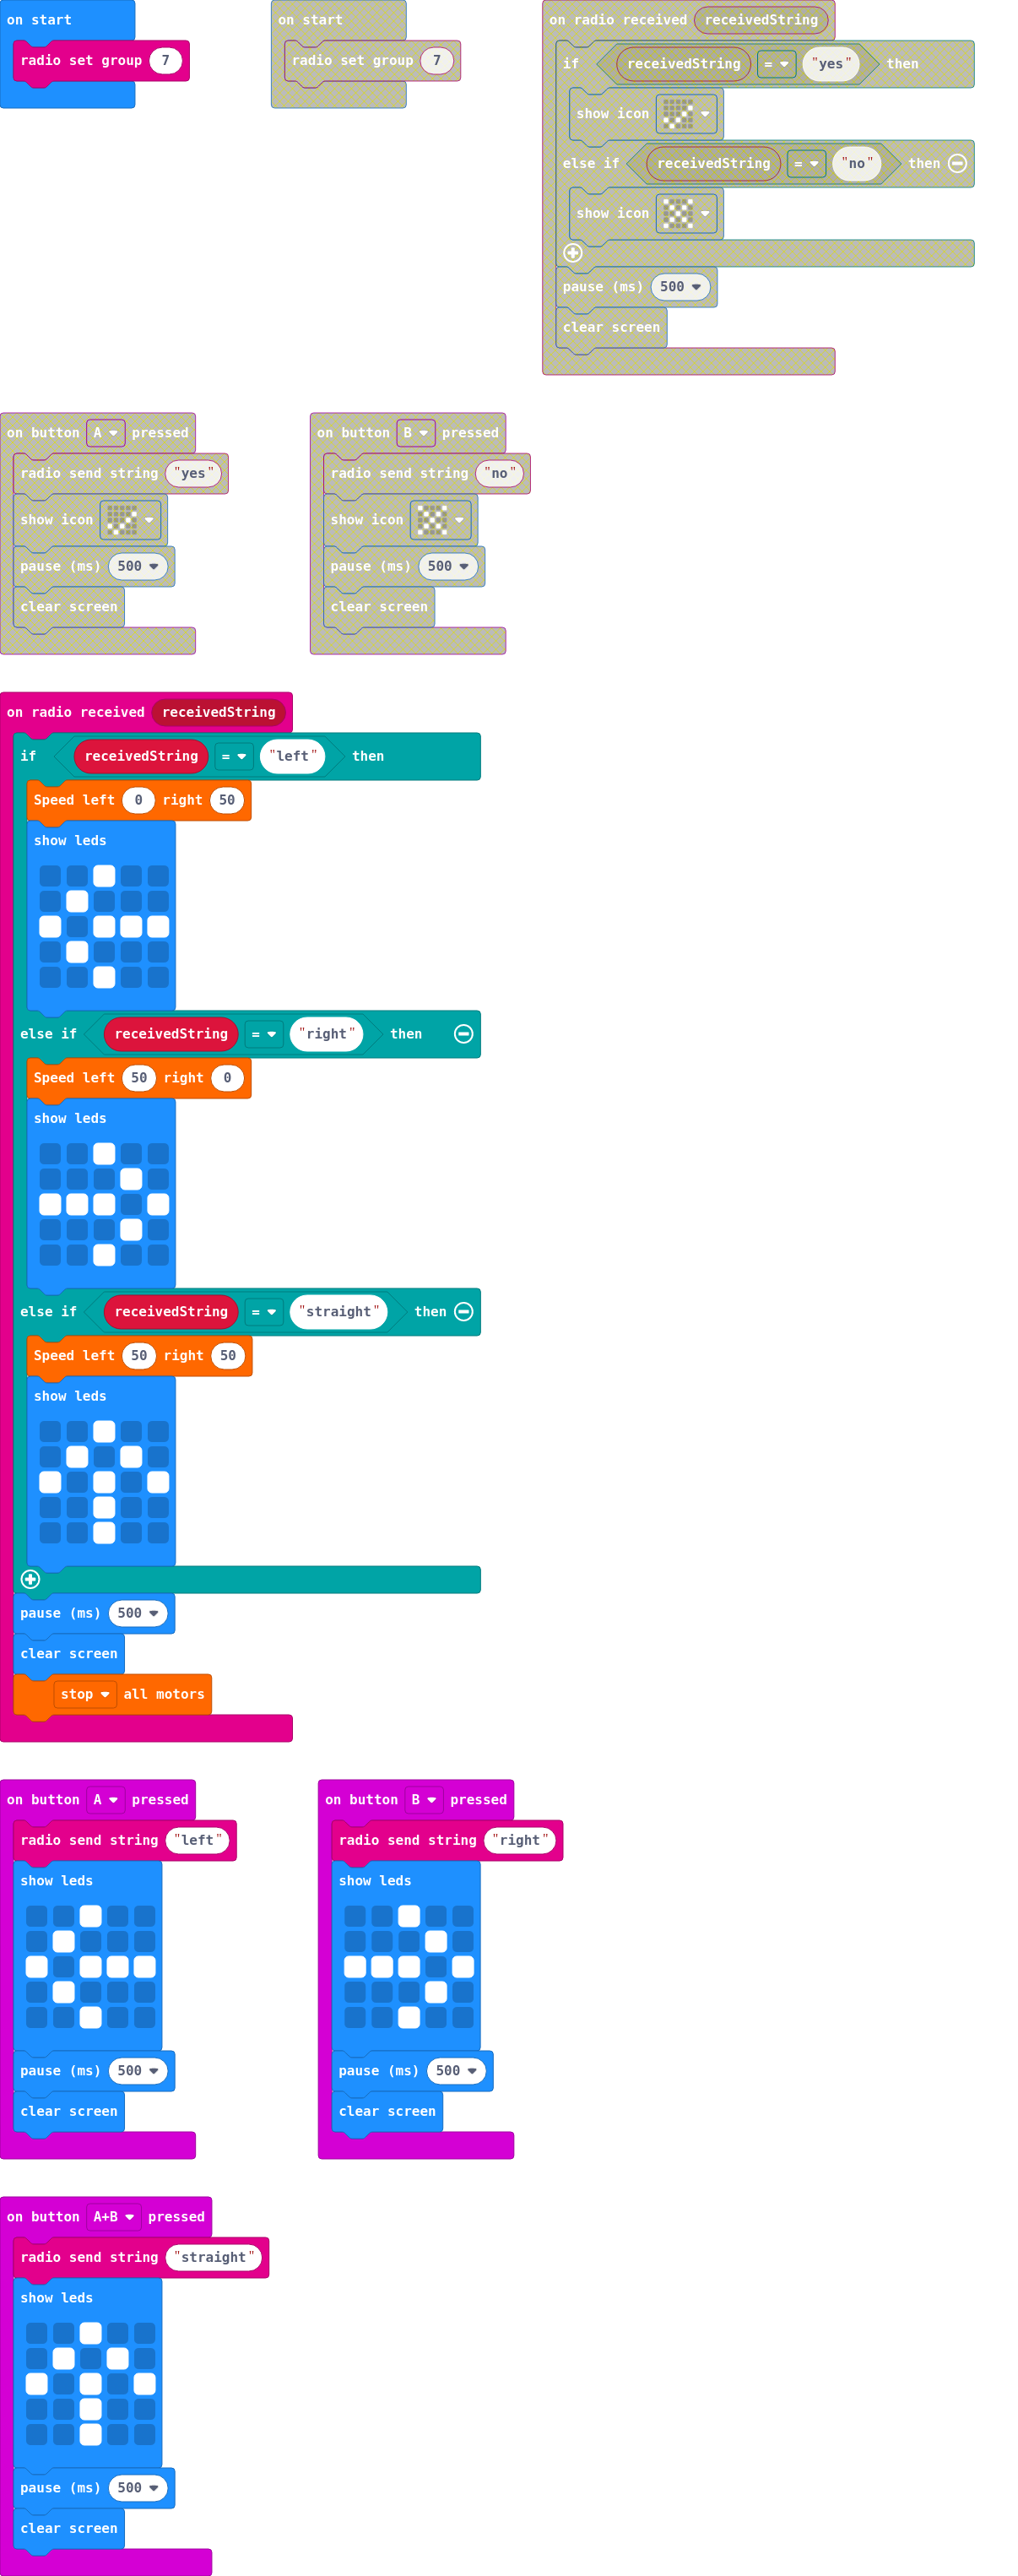 on start
radio set group 7
on start
radio set group 7
on radio received receivedString
if receivedString = "yes" then
show icon
else if receivedString = "no" then
show icon
pause (ms) 500
clear screen
on button A pressed
radio send string "yes"
show icon
pause (ms) 500
clear screen
on button B pressed
radio send string "no"
show icon
pause (ms) 500
clear screen
on radio received receivedString
if receivedString = "left" then
Speed left 0 right 50
show leds
else if receivedString = "right" then
Speed left 50 right 0
show leds
else if receivedString = "straight" then
Speed left 50 right 50
show leds
pause (ms) 500
clear screen
stop all motors
on button A pressed
radio send string "left"
show leds
pause (ms) 500
clear screen
on button B pressed
radio send string "right"
show leds
pause (ms) 500
clear screen
on button A+B pressed
radio send string "straight"
show leds
pause (ms) 500
clear screen